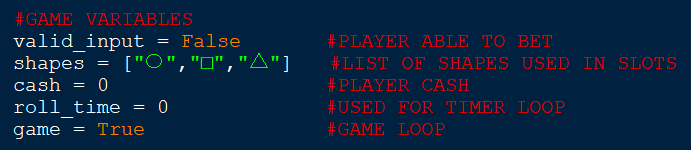 #GAME VARIABLES
valid_input = False #PLAYER ABLE TO BET
shapes = ["○","□","△"] #LIST OF SHAPES USED IN SLOTS
cash = 0 #PLAYER CASH
roll_time = 0 #USED FOR TIMER LOOP
game = True #GAME LOOP